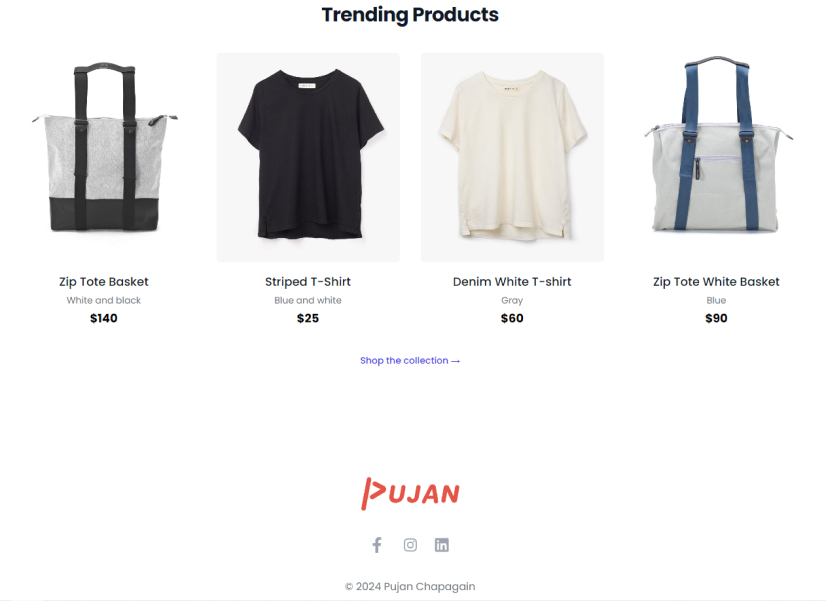 Trending Products
Zip Tote Basket
White and black
$140
Striped T-Shirt
Blue and white
$25
Denim White T-shirt
Gray
$60
Zip Tote White Basket
Blue
$90
Shop the collection →
PUJAN
© 2024 Pujan Chapagain